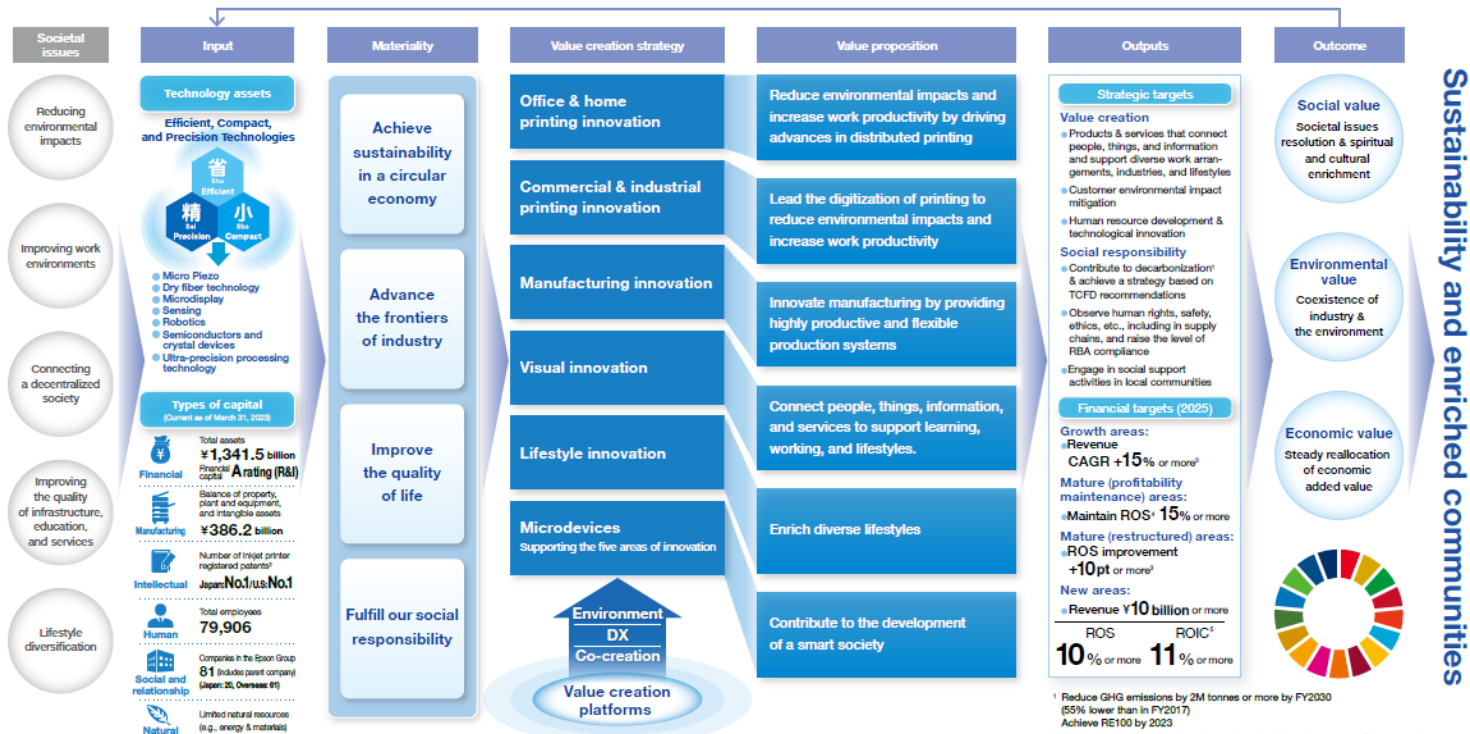 Societal
issues
Input
Materiality
Value creation strategy
Value proposition
Outputs
Outcome
Reducing
environmental
impacts
Improving work
environments
Connecting
a decentralized
society
Improving
the quality
of infrastructure,
education,
and services
Lifestyle
diversification
Technology assets
Efficient, Compact,
and Precision Technologies
省
Sho
Efficient
精
Sei
Precision
小
Sho
Compact
Micro Piezo
Dry fiber technology
Microdisplay
Sensing
Robotics
Semiconductors and
crystal devices
Ultra-precision processing
technology
Types of capital
(Current as of March 31, 2023)
Financial
Total assets
¥1,341.5 billion
Financial capital A rating (R&I)
Manufacturing
Balance of property,
plant and equipment,
and intangible assets
¥386.2 billion
Intellectual
Number of inkjet printer
registered patents²
Japan: No.1/U.S: No.1
Human
Total employees
79,906
Social and
relationship
Companies in the Epson Group
81 (includes parent company)
(Japan: 20, Overseas: 61)
Natural
Limited natural resources
(e.g., energy & materials)
Achieve
sustainability
in a circular
economy
Advance
the frontiers
of industry
Improve
the quality
of life
Fulfill our social
responsibility
Office & home
printing innovation
Commercial & industrial
printing innovation
Manufacturing innovation
Visual innovation
Lifestyle innovation
Microdevices
Supporting the five areas of innovation
Environment
DX
Co-creation
Value creation
platforms
Reduce environmental impacts and
increase work productivity by driving
advances in distributed printing
Lead the digitization of printing to
reduce environmental impacts and
increase work productivity
Innovate manufacturing by providing
highly productive and flexible
production systems
Connect people, things, information,
and services to support learning,
working, and lifestyles.
Enrich diverse lifestyles
Contribute to the development
of a smart society
Strategic targets
Value creation
Products & services that connect
people, things, and information
and support diverse work arran-
gements, industries, and lifestyles
Customer environmental impact
mitigation
Human resource development &
technological innovation
Social responsibility
Contribute to decarbonization¹
& achieve a strategy based on
TCFD recommendations
Observe human rights, safety,
ethics, etc., including in supply
chains, and raise the level of
RBA compliance
Engage in social support
activities in local communities
Financial targets (2025)
Growth areas:
Revenue
CAGR +15% or more³
Mature (profitability
maintenance) areas:
Maintain ROS⁴ 15% or more
Mature (restructured) areas:
ROS improvement
+10pt or more³
New areas:
Revenue ¥10 billion or more
ROS
10% or more
ROIC⁵
11% or more
¹ Reduce GHG emissions by 2M tonnes or more by FY2030
(55% lower than in FY2017)
Achieve RE100 by 2023
Social value
Societal issues
resolution & spiritual
and cultural
enrichment
Environmental
value
Coexistence of
industry &
the environment
Economic value
Steady reallocation
of economic
added value
Sustainability and enriched communities